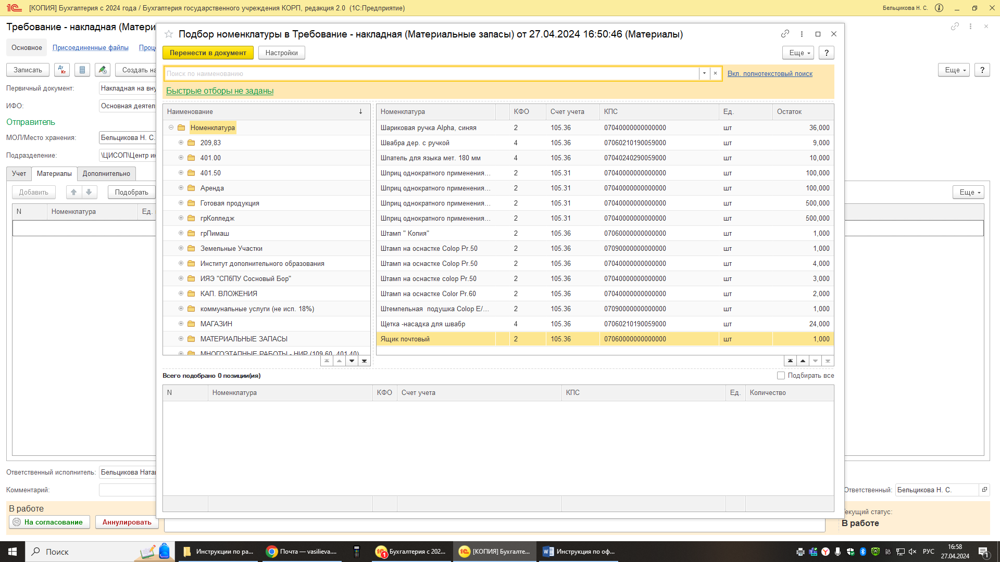 [КОПИЯ] Бухгалтерия с 2024 года / Бухгалтерия государственного учреждения КОРП, редакция 2.0 (1С:Предприятие)
Бельцикова Н. С.
Требование - накладная (Матери
Основное Присоединенные файлы Проце
Записать Дт Кт Создать на
Еще ?
Первичный документ: Накладная на вну
ИФО: Основная деятел
Отправитель
МОЛ/Место хранения: Бельцикова Н. С.
Подразделение: \ЦИСОП\Центр ин
Учет Материалы Дополнительно
Добавить Подобрать
Еще
N Номенклатура Ед.
Подбор номенклатуры в Требование - накладная (Материальные запасы) от 27.04.2024 16:50:46 (Материалы)
Перенести в документ Настройки Еще ?
Поиск по наименованию Вкл. полнотекстовый поиск
Быстрые отборы не заданы
Наименование
Номенклатура
209,83
401.00
401.50
Аренда
Готовая продукция
грКолледж
грПимаш
Земельные Участки
Институт дополнительного образования
ИЯЭ "СПбПУ Сосновый Бор"
КАП. ВЛОЖЕНИЯ
коммунальные услуги (не исп. 18%)
МАГАЗИН
МАТЕРИАЛЬНЫЕ ЗАПАСЫ
МНОГОЭТАПНЫЕ РАБОТЫ - НИР (109.60, 401.40)
Номенклатура КФО Счет учета КПС Ед. Остаток
Шариковая ручка Alpha, синяя 2 105.36 07040000000000000 шт 36,000
Швабра дер. с ручкой 4 105.36 07060210190059000 шт 9,000
Шпатель для языка мет. 180 мм 4 105.36 07040240290059000 шт 10,000
Шприц однократного применения... 2 105.31 07040000000000000 шт 100,000
Шприц однократного применения... 2 105.31 07040000000000000 шт 100,000
Шприц однократного применения... 2 105.31 07040000000000000 шт 500,000
Шприц однократного применения... 2 105.31 07040000000000000 шт 500,000
Штамп " Копия" 2 105.36 07060000000000000 шт 1,000
Штамп на оснастке Colop Pr.50 2 105.36 07090000000000000 шт 1,000
Штамп на оснастке Colop Pr.50 2 105.36 07040000000000000 шт 4,000
Штамп на оснастке colop Pr.50 2 105.36 07040000000000000 шт 3,000
Штамп на оснастке Color Pr.60 2 105.36 07040000000000000 шт 2,000
Штемпельная подушка Colop E/... 2 105.36 07090000000000000 шт 1,000
Щетка -насадка для швабр 4 105.36 07060210190059000 шт 24,000
Ящик почтовый 2 105.36 07060000000000000 шт 1,000
Всего подобрано 0 позиции(ия) Подбирать все
N Номенклатура КФО Счет учета КПС Ед. Количество
Ответственный исполнитель: Бельцикова Ната
Комментарий:
Ответственный: Бельцикова Н. С.
В работе
На согласование Аннулировать
екущий статус:
В работе
Поиск
Инструкции по ра...
Почта — vasilieva....
Бухгалтерия с 202...
[КОПИЯ] Бухгалте...
Инструкция по оф...
РУС
16:58
27.04.2024